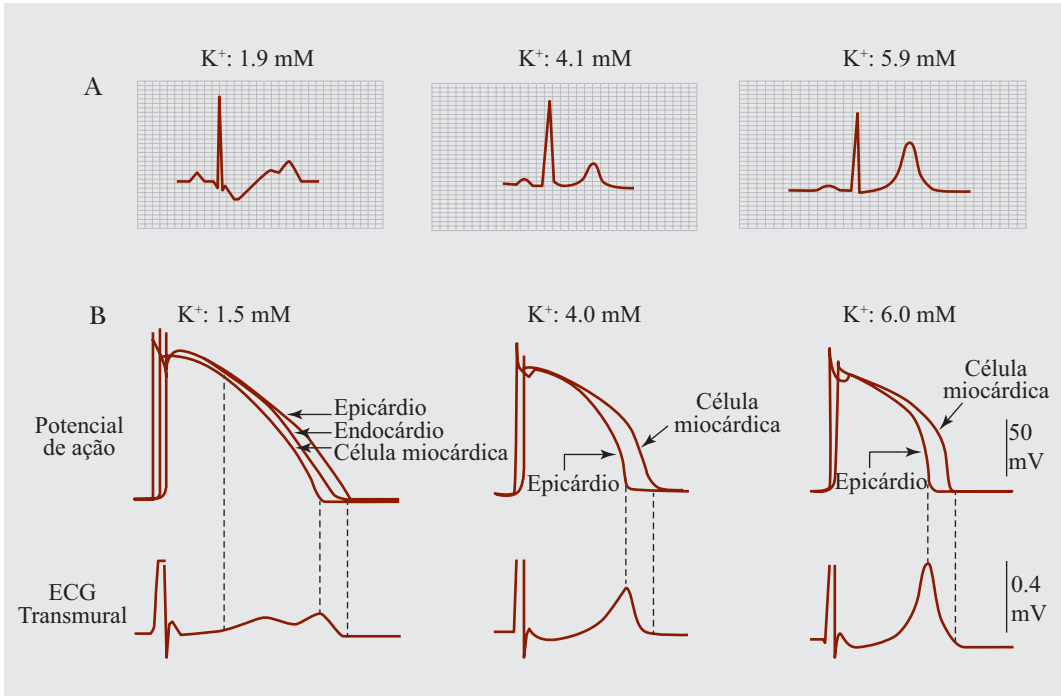 K⁺: 1.9 mM
K⁺: 4.1 mM
K⁺: 5.9 mM
A
B
K⁺: 1.5 mM
K⁺: 4.0 mM
K⁺: 6.0 mM
Potencial
de ação
Epicárdio
Endocárdio
Célula miocárdica
Célula
miocárdica
Epicárdio
Célula
miocárdica
Epicárdio
50
mV
ECG
Transmural
0.4
mV